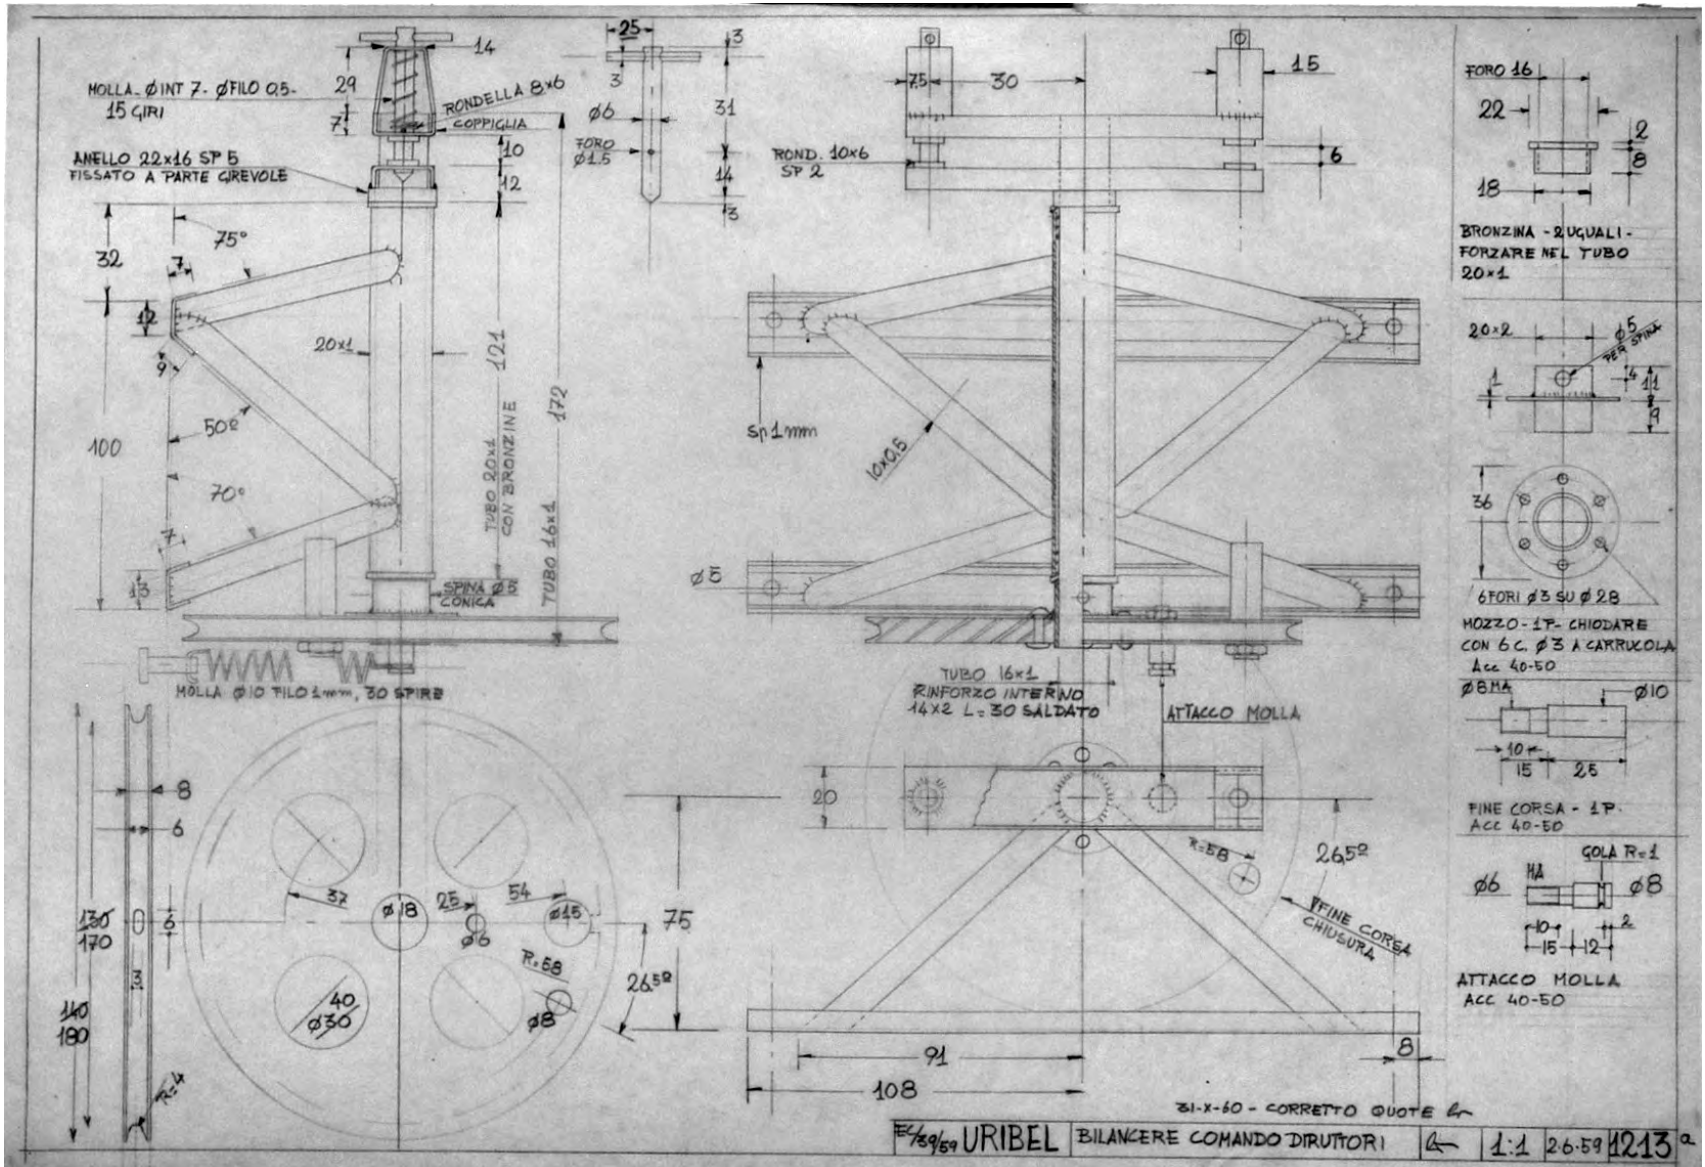 14
29
MOLLA - Ø INT 7 - Ø FILO 0,5 -
15 GIRI
7
RONDELLA 8x6
COPPIGLIA
10
12
ANELLO 22x16 SP 5
FISSATO A PARTE GIREVOLE
32
75°
7
12
9
20x1
121
172
TUBO 20x1
CON BRONZINE
TUBO 16x1
50º
100
70°
7
13
SPINA Ø5
CONICA
MOLLA Ø10 FILO 1mm, 30 SPIRE
25
3
3
Ø6
31
FORO
Ø1.5
14
3
7.5
30
15
ROND. 10x6
SP 2
6
Sp 1mm
10x0.5
Ø5
TUBO 16x1
RINFORZO INTERNO
14x2 L=30 SALDATO
ATTACCO MOLLA
8
6
37
Ø18
25
54
Ø15
Ø6
6
130
170
3
R=58
26,5º
40
Ø30
Ø8
140
180
R=4
75
20
R=58
26,5º
FINE CORSA
CHIUSURA
91
8
108
FORO 16
22
2
8
18
BRONZINA - 2 UGUALI -
FORZARE NEL TUBO
20x1
20x2
Ø5
PER SPINA
1
4
11
9
36
6 FORI Ø3 SU Ø28
MOZZO - 1P - CHIODARE
CON 6 C. Ø3 A CARRUCOLA
Acc 40-50
Ø8MA
Ø10
10
15
25
FINE CORSA - 1P.
ACC 40-50
GOLA R=1
Ø6
MA
Ø8
10
2
15
12
ATTACCO MOLLA
ACC 40-50
31-X-60 - CORRETTO QUOTE
EC/39/59 URIBEL
BILANCERE COMANDO DIRUTTORI
1:1
2.6.59
1213 a